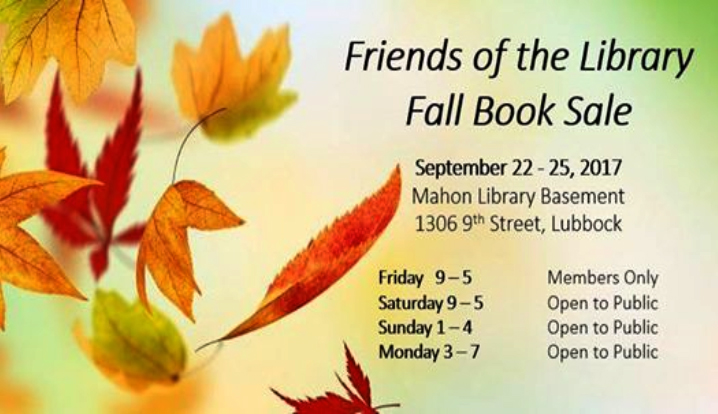 Friends of the Library
Fall Book Sale
September 22 - 25, 2017
Mahon Library Basement
1306 9th Street, Lubbock
Friday 9 – 5 Members Only
Saturday 9 – 5 Open to Public
Sunday 1 – 4 Open to Public
Monday 3 – 7 Open to Public